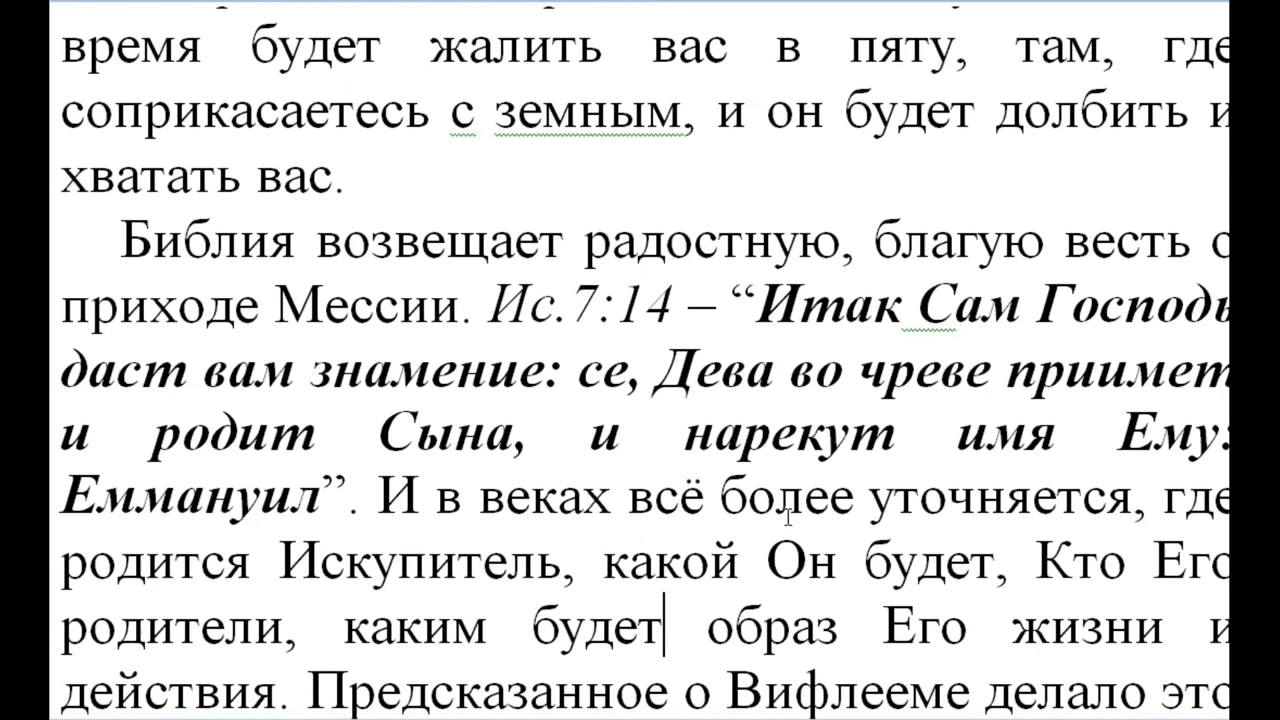 время будет жалить вас в пяту, там, где
соприкасаетесь с земным, и он будет долбить и
хватать вас.
Библия возвещает радостную, благую весть о
приходе Мессии. Ис.7:14 – “Итак Сам Господь
даст вам знамение: се, Дева во чреве приимет
и родит Сына, и нарекут имя Ему:
Еммануил”. И в веках всё более уточняется, где
родится Искупитель, какой Он будет, Кто Его
родители, каким будет образ Его жизни и
действия. Предсказанное о Вифлееме делало это